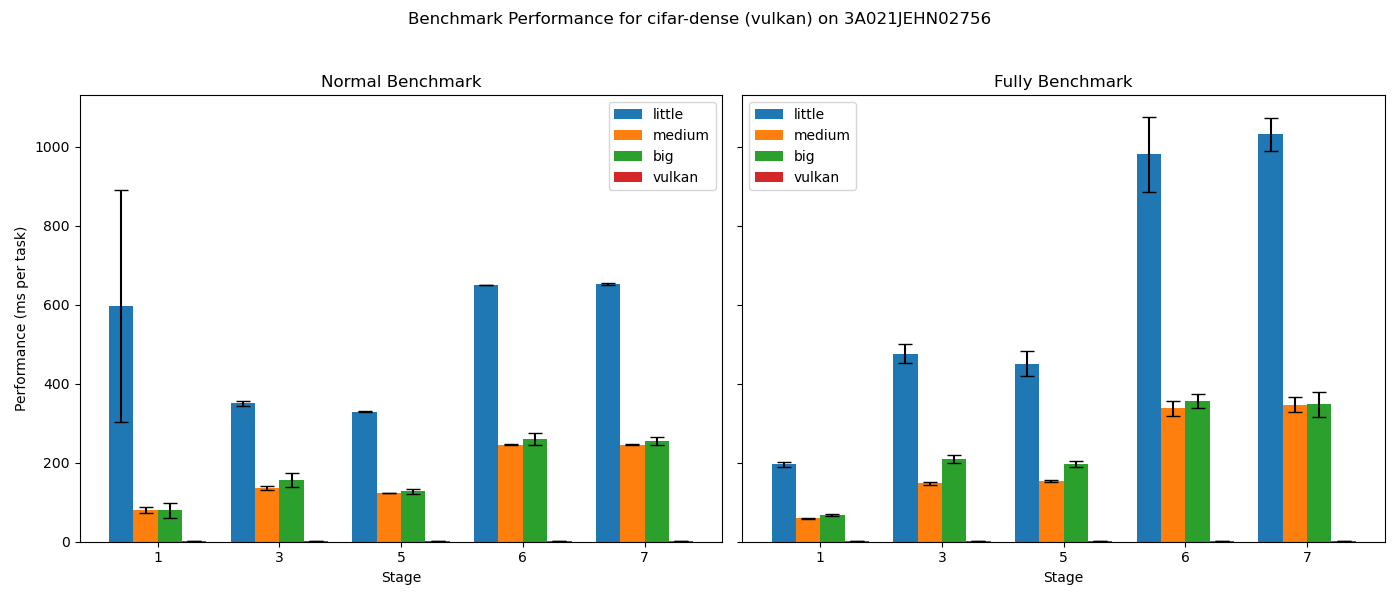 Benchmark Performance for cifar-dense (vulkan) on 3A021JEHN02756
Normal Benchmark
Performance (ms per task)
1000
800
600
400
200
0
little
medium
big
vulkan
1 3 5 6 7
Stage
Fully Benchmark
little
medium
big
vulkan
1 3 5 6 7
Stage